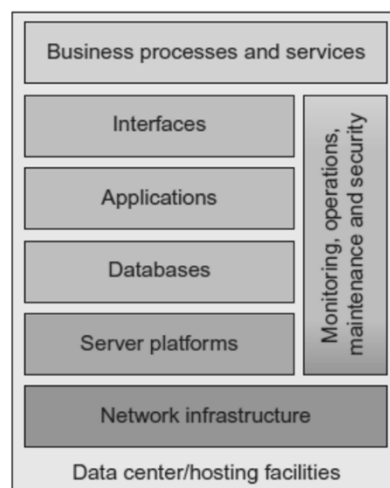 Business processes and services
Interfaces
Applications
Databases
Server platforms
Monitoring, operations,
maintenance and security
Network infrastructure
Data center/hosting facilities